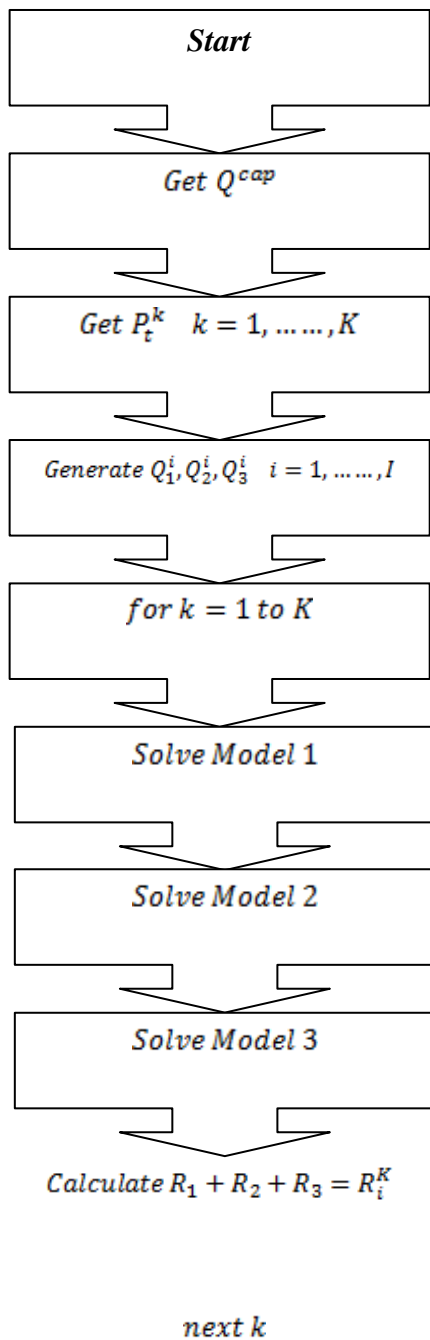 Start
Get Q^cap
Get P_t^k k = 1, … … , K
Generate Q_1^i, Q_2^i, Q_3^i i = 1, … … , I
for k = 1 to K
Solve Model 1
Solve Model 2
Solve Model 3
Calculate R_1 + R_2 + R_3 = R_i^K
next k